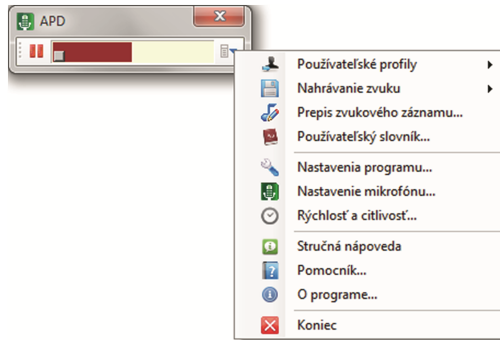 APD
Používateľské profily
Nahrávanie zvuku
Prepis zvukového záznamu...
Používateľský slovník...
Nastavenia programu...
Nastavenie mikrofónu...
Rýchlosť a citlivosť...
Stručná nápoveda
Pomocník...
O programe...
Koniec